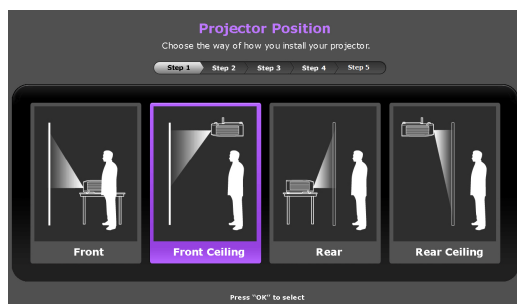 Projector Position
Choose the way of how you install your projector.
Step 1 Step 2 Step 3 Step 4 Step 5
Front Front Ceiling Rear Rear Ceiling
Press "OK" to select